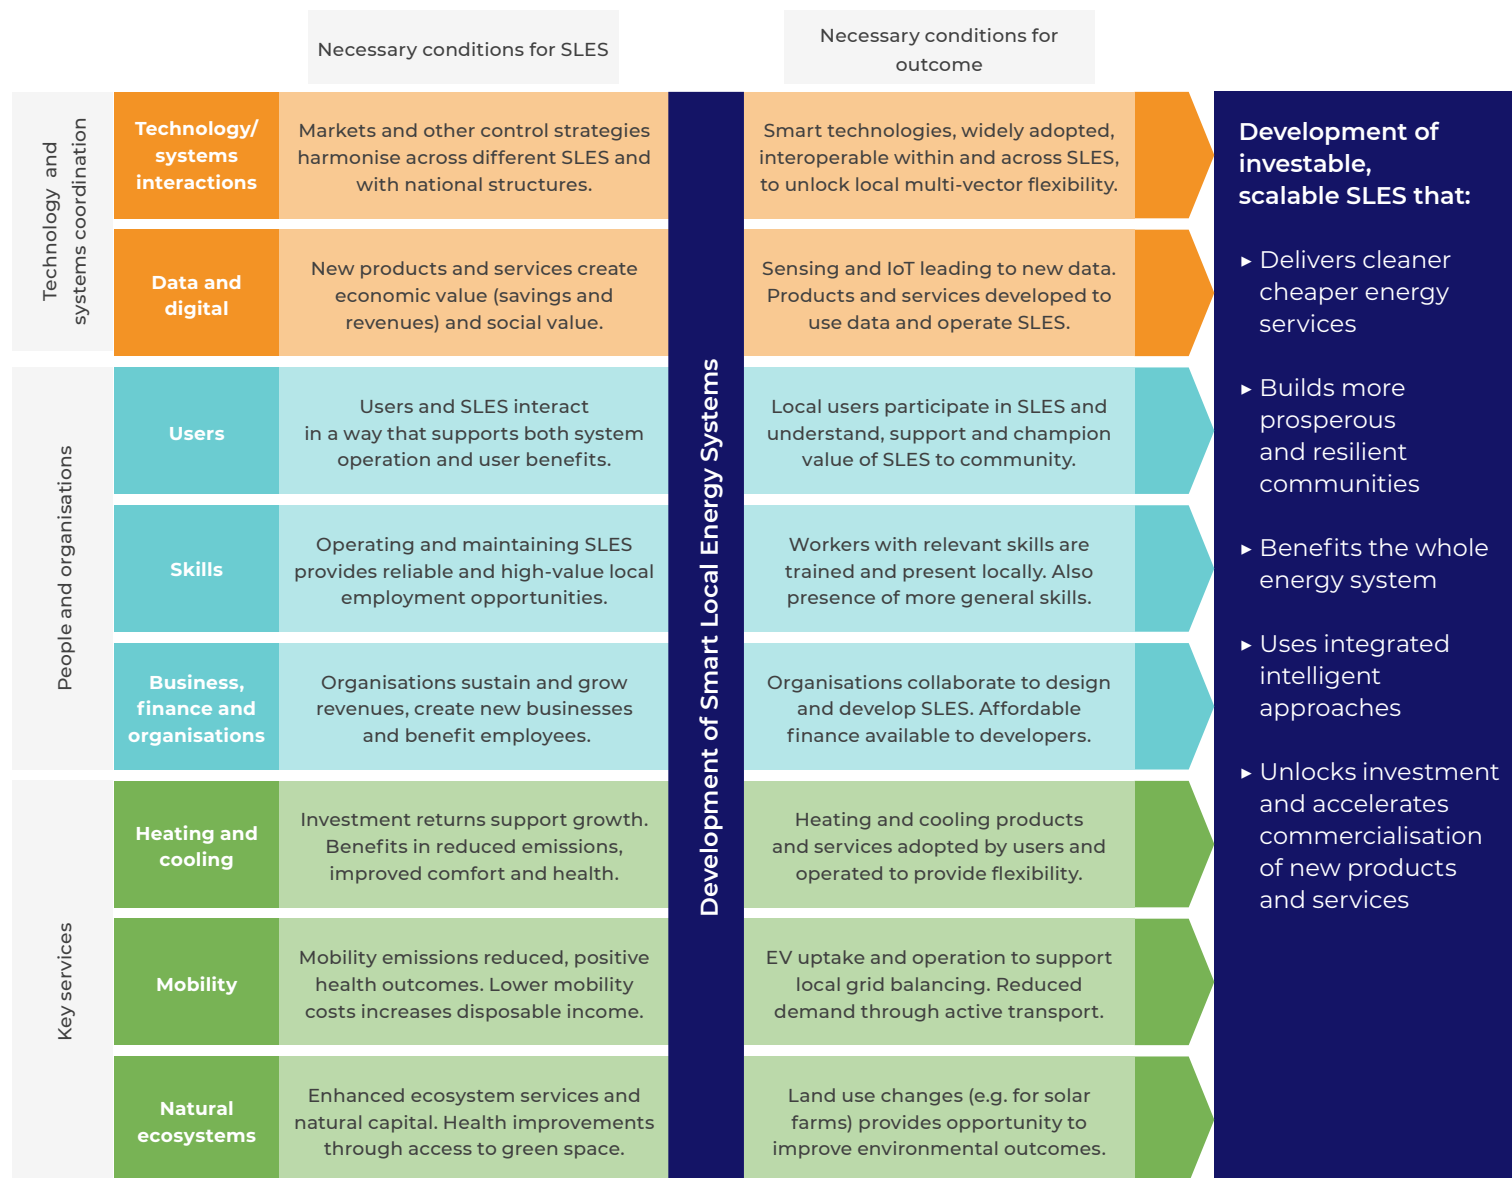 Necessary conditions for SLES
Necessary conditions for
outcome
Technology and
systems coordination
Technology/
systems
interactions
Markets and other control strategies
harmonise across different SLES and
with national structures.
Smart technologies, widely adopted,
interoperable within and across SLES,
to unlock local multi-vector flexibility.
Data and
digital
New products and services create
economic value (savings and
revenues) and social value.
Sensing and IoT leading to new data.
Products and services developed to
use data and operate SLES.
People and organisations
Users
Users and SLES interact
in a way that supports both system
operation and user benefits.
Local users participate in SLES and
understand, support and champion
value of SLES to community.
Skills
Operating and maintaining SLES
provides reliable and high-value local
employment opportunities.
Workers with relevant skills are
trained and present locally. Also
presence of more general skills.
Business,
finance and
organisations
Organisations sustain and grow
revenues, create new businesses
and benefit employees.
Organisations collaborate to design
and develop SLES. Affordable
finance available to developers.
Key services
Heating and
cooling
Investment returns support growth.
Benefits in reduced emissions,
improved comfort and health.
Heating and cooling products
and services adopted by users and
operated to provide flexibility.
Mobility
Mobility emissions reduced, positive
health outcomes. Lower mobility
costs increases disposable income.
EV uptake and operation to support
local grid balancing. Reduced
demand through active transport.
Natural
ecosystems
Enhanced ecosystem services and
natural capital. Health improvements
through access to green space.
Land use changes (e.g. for solar
farms) provides opportunity to
improve environmental outcomes.
Development of Smart Local Energy Systems
Development of
investable,
scalable SLES that:
▸ Delivers cleaner
cheaper energy
services
▸ Builds more
prosperous
and resilient
communities
▸ Benefits the whole
energy system
▸ Uses integrated
intelligent
approaches
▸ Unlocks investment
and accelerates
commercialisation
of new products
and services